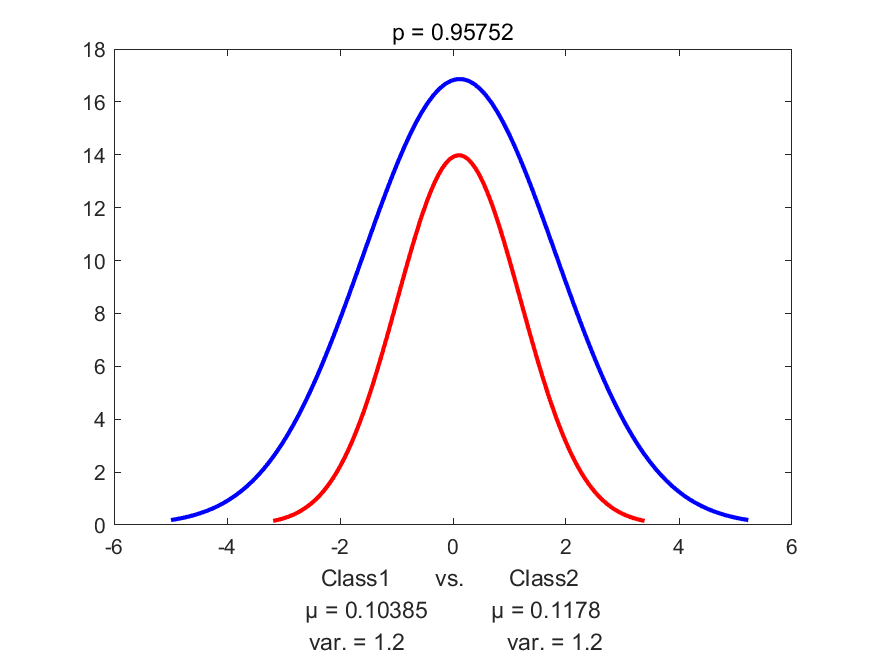 p = 0.95752
18
16
14
12
10
8
6
4
2
0
-6 -4 -2 0 2 4 6
Class1 vs. Class2
μ = 0.10385 μ = 0.1178
var. = 1.2 var. = 1.2